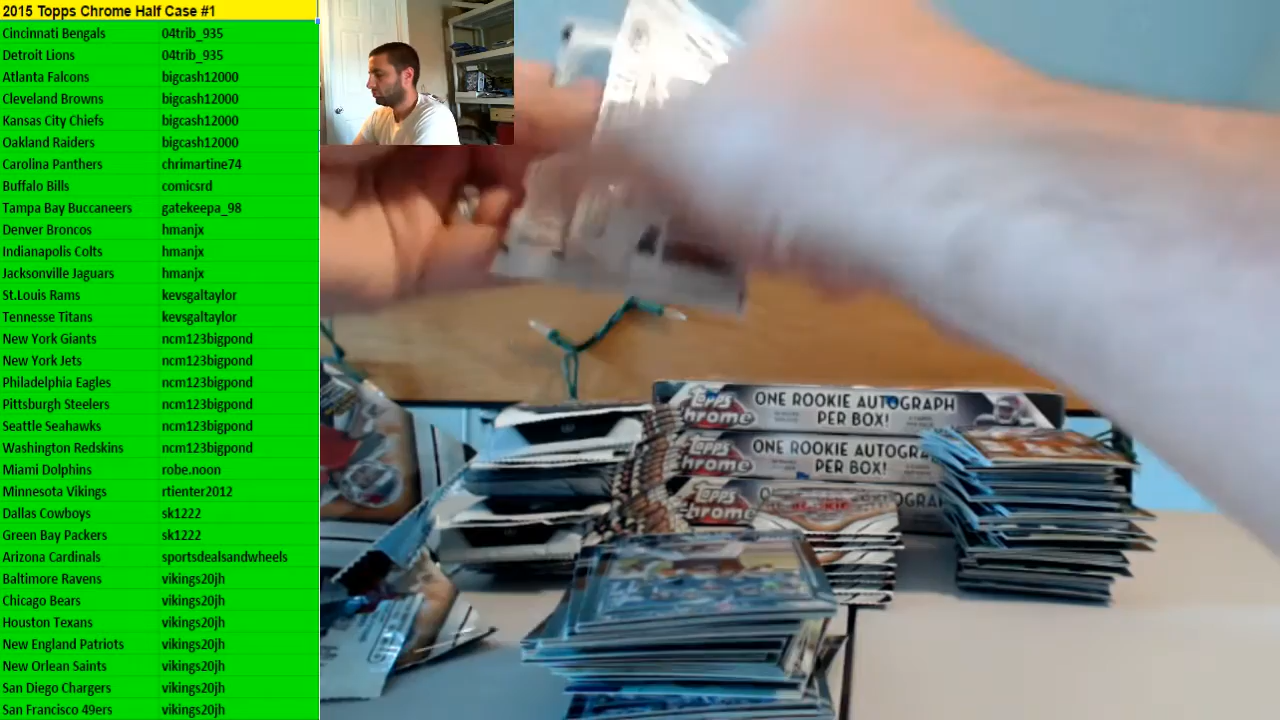 2015 Topps Chrome Half Case #1
Cincinnati Bengals 04trib_935
Detroit Lions 04trib_935
Atlanta Falcons bigcash12000
Cleveland Browns bigcash12000
Kansas City Chiefs bigcash12000
Oakland Raiders bigcash12000
Carolina Panthers chrimartine74
Buffalo Bills comicsrd
Tampa Bay Buccaneers gatekeepa_98
Denver Broncos hmanjx
Indianapolis Colts hmanjx
Jacksonville Jaguars hmanjx
St.Louis Rams kevsgaltaylor
Tennesse Titans kevsgaltaylor
New York Giants ncm123bigpond
New York Jets ncm123bigpond
Philadelphia Eagles ncm123bigpond
Pittsburgh Steelers ncm123bigpond
Seattle Seahawks ncm123bigpond
Washington Redskins ncm123bigpond
Miami Dolphins robe.noon
Minnesota Vikings rtienter2012
Dallas Cowboys sk1222
Green Bay Packers sk1222
Arizona Cardinals sportsdealsandwheels
Baltimore Ravens vikings20jh
Chicago Bears vikings20jh
Houston Texans vikings20jh
New England Patriots vikings20jh
New Orlean Saints vikings20jh
San Diego Chargers vikings20jh
San Francisco 49ers vikings20jh
Topps Chrome
ONE ROOKIE AUTOGRAPH
PER BOX!
Topps Chrome
ONE ROOKIE AUTOGRA
PER BOX!
Topps Chrome